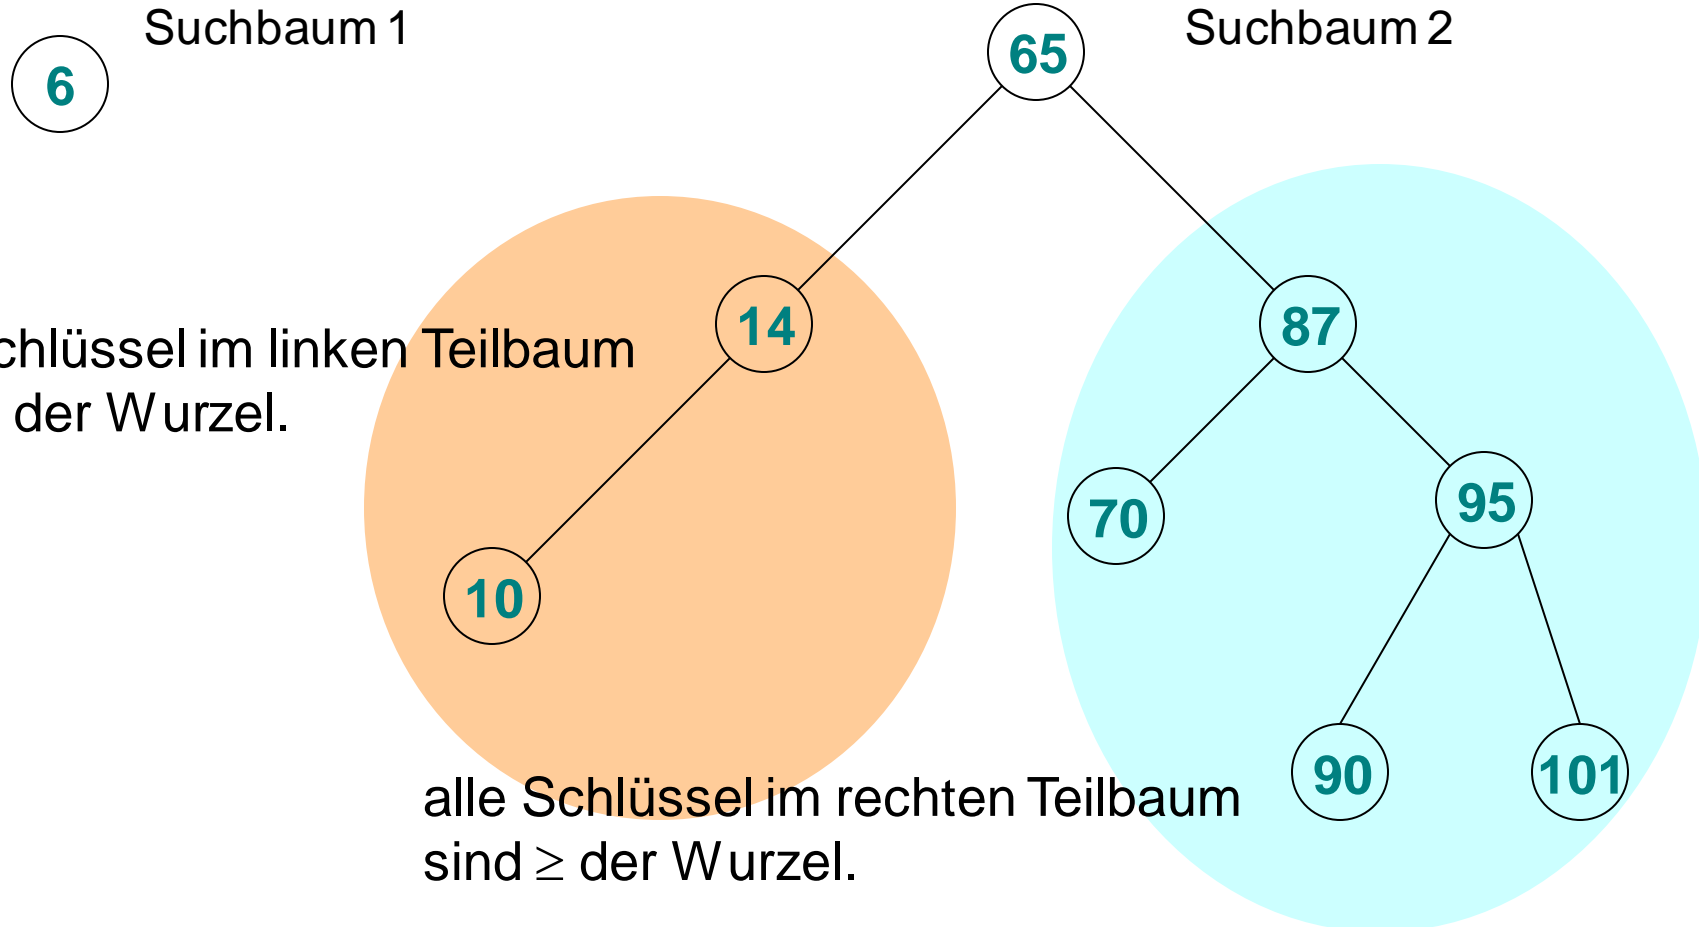 Suchbaum 1
Suchbaum 2
6
65
14
87
chlüssel im linken Teilbaum
der Wurzel.
70
95
10
90
101
alle Schlüssel im rechten Teilbaum
sind ≥ der Wurzel.